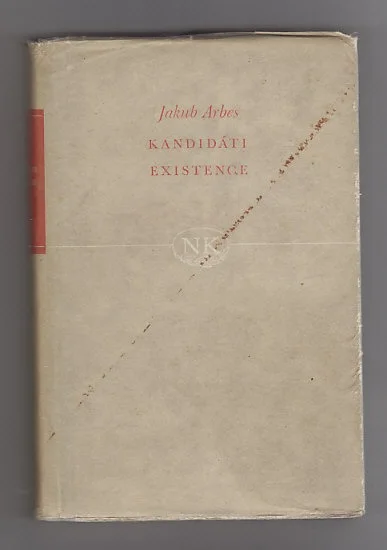 Jakub Arbes
KANDIDÁTI
EXISTENCE
NK